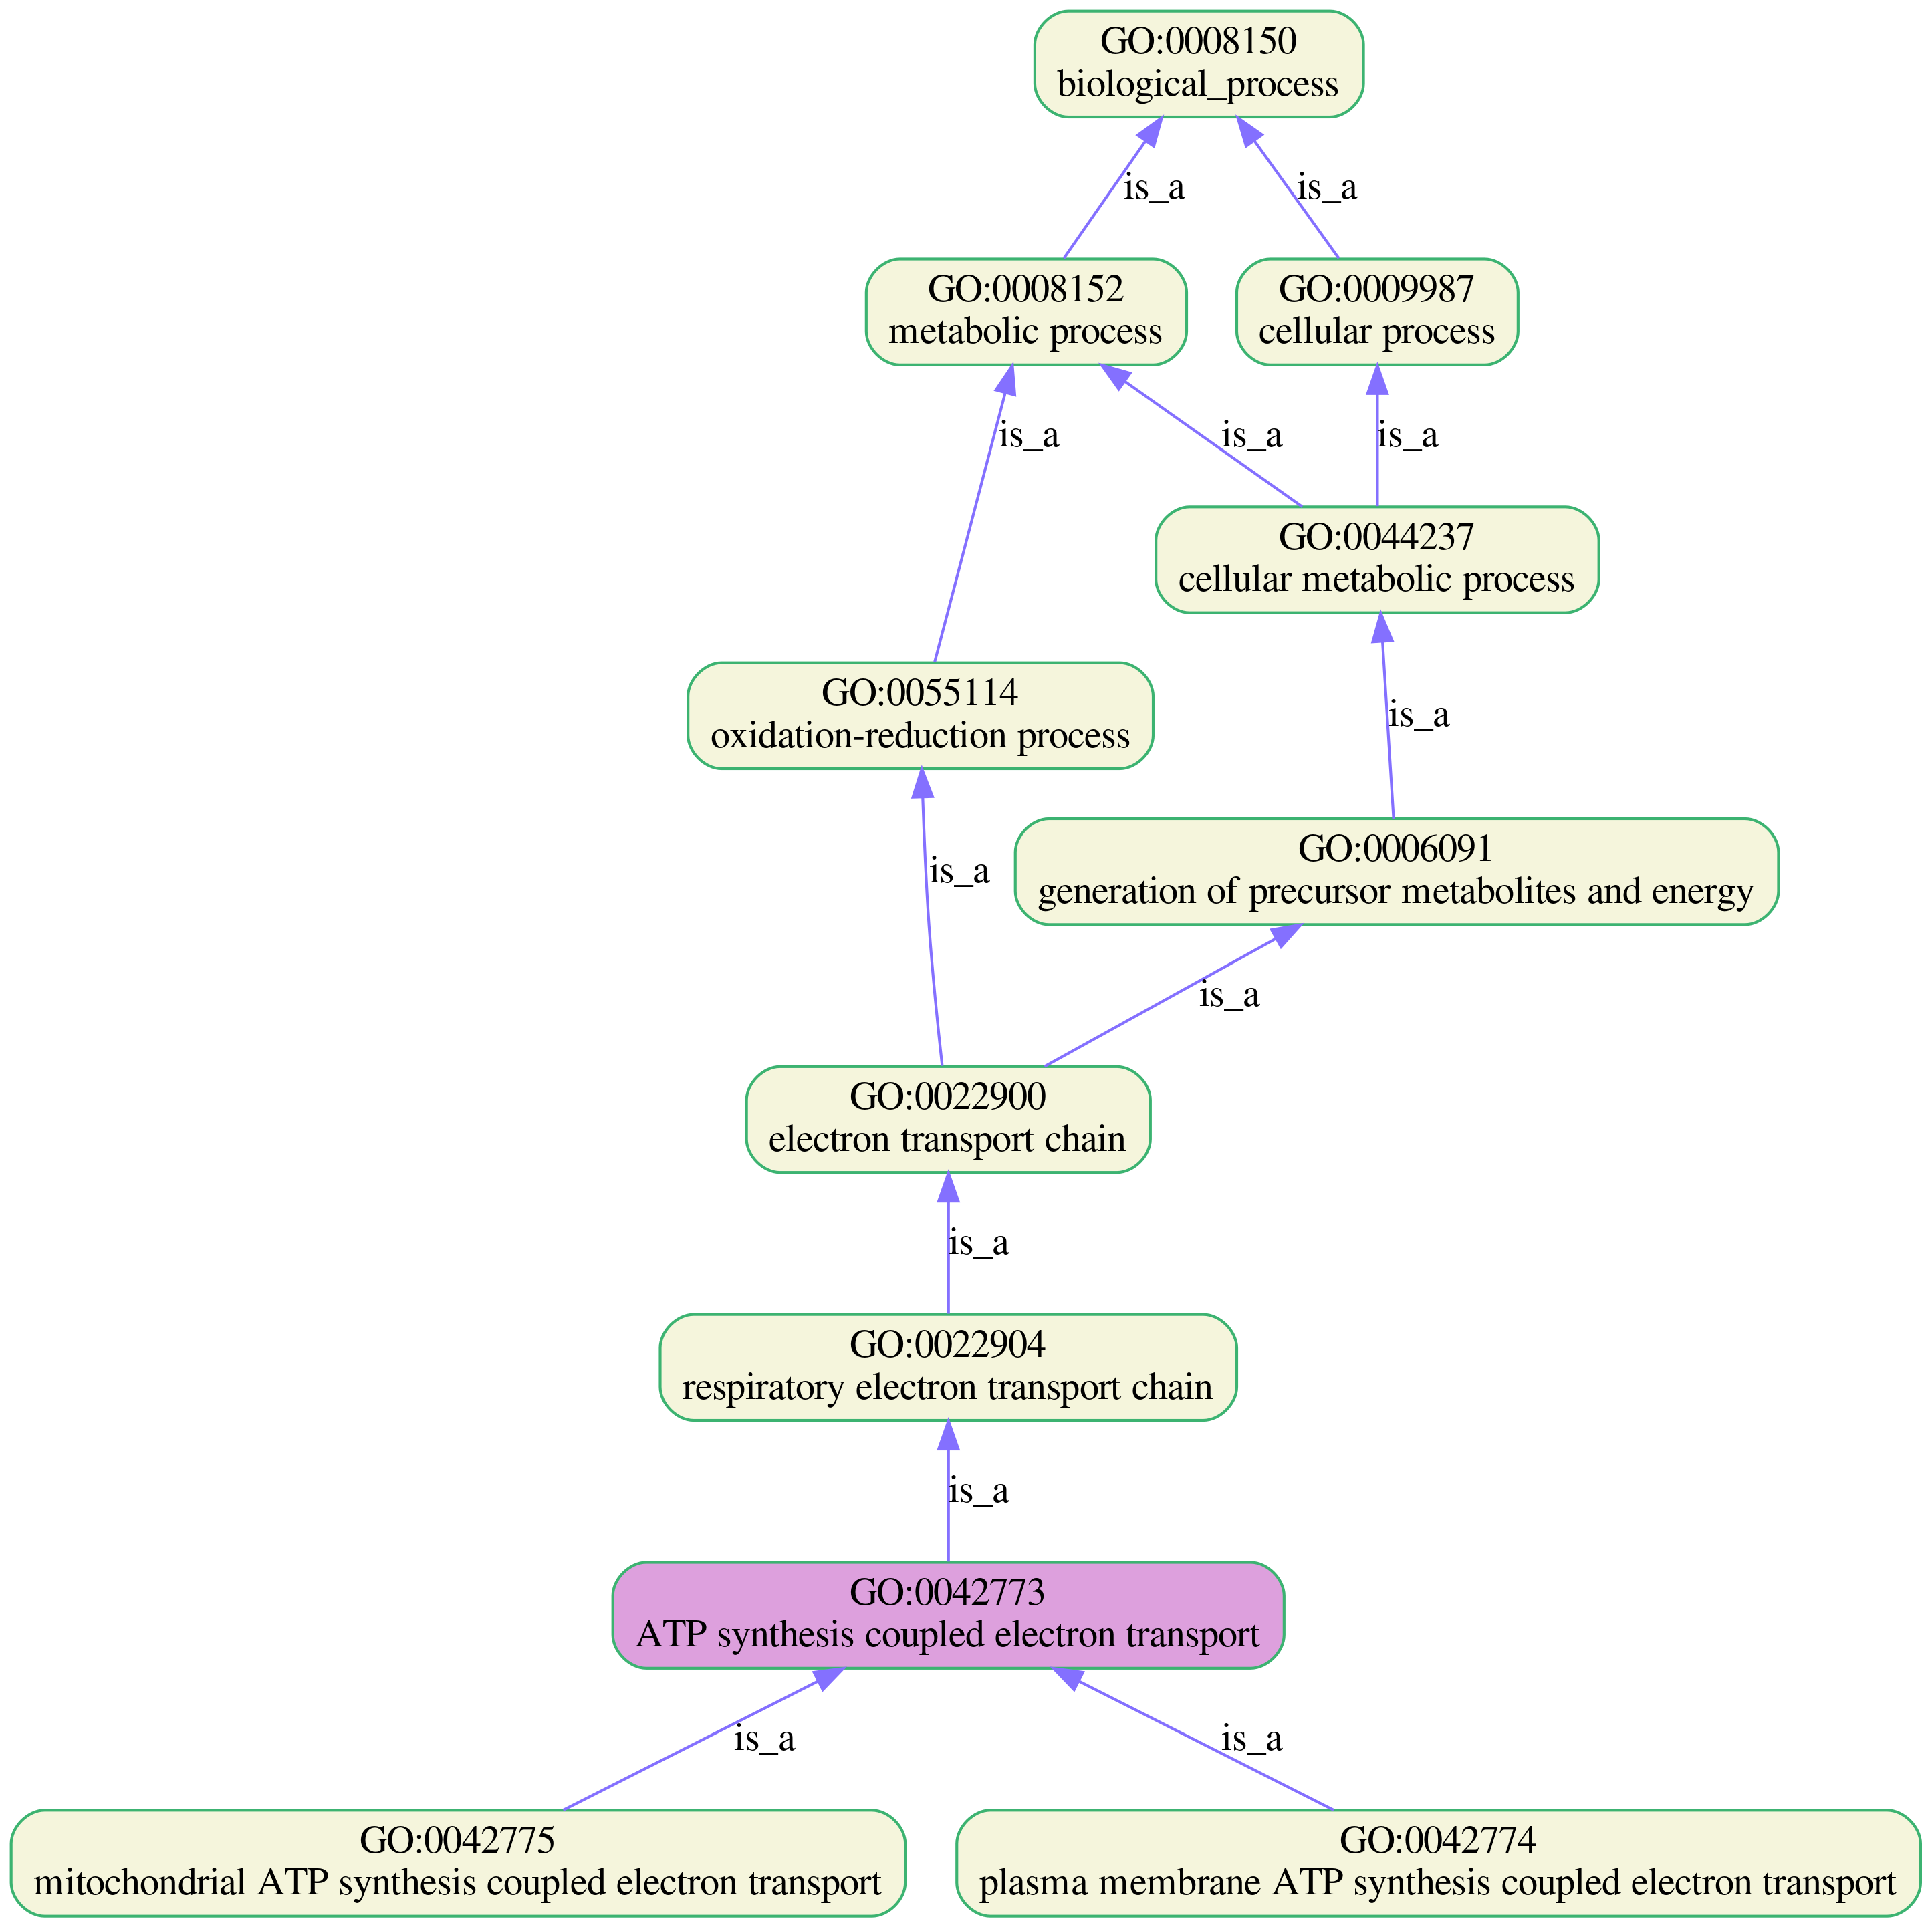 GO:0008150
biological_process
is_a
is_a
GO:0008152
metabolic process
GO:0009987
cellular process
is_a
is_a
is_a
GO:0044237
cellular metabolic process
GO:0055114
oxidation-reduction process
is_a
GO:0006091
generation of precursor metabolites and energy
is_a
is_a
GO:0022900
electron transport chain
is_a
GO:0022904
respiratory electron transport chain
is_a
GO:0042773
ATP synthesis coupled electron transport
is_a
is_a
GO:0042775
mitochondrial ATP synthesis coupled electron transport
GO:0042774
plasma membrane ATP synthesis coupled electron transport